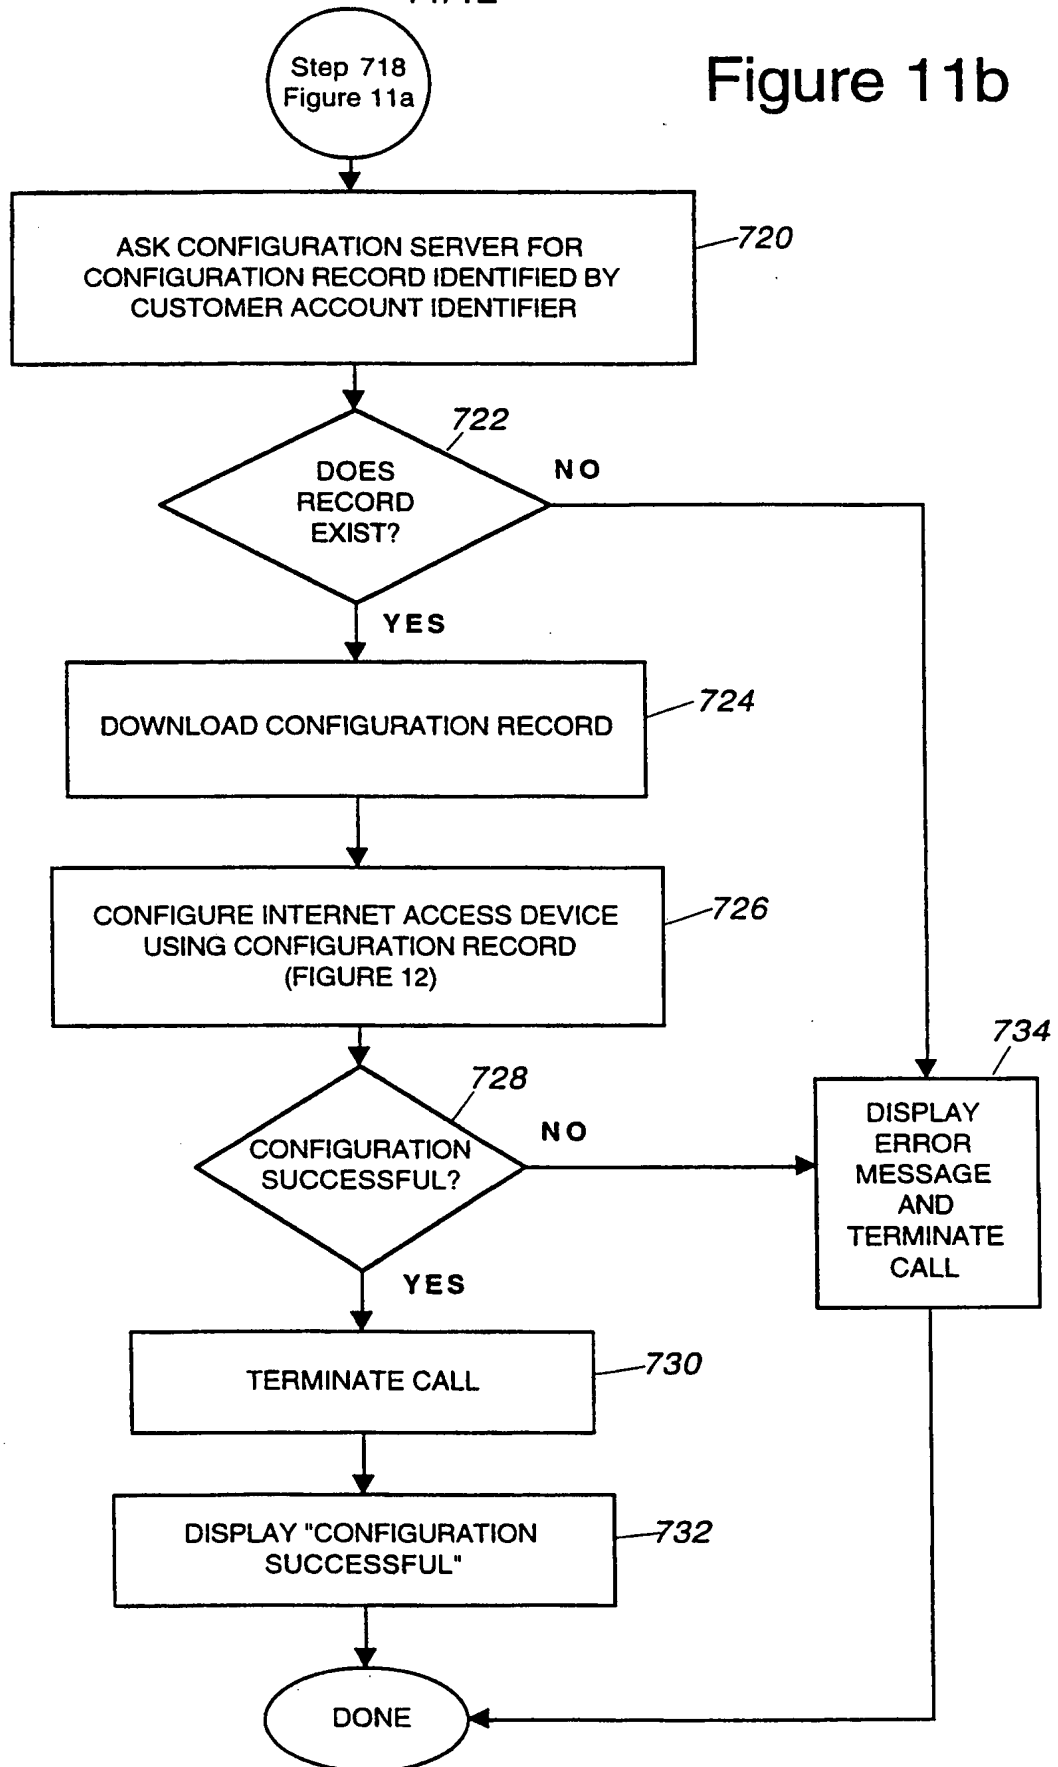 Step 718
Figure 11a
Figure 11b
ASK CONFIGURATION SERVER FOR
CONFIGURATION RECORD IDENTIFIED BY
CUSTOMER ACCOUNT IDENTIFIER
720
722
DOES
RECORD
EXIST?
NO
YES
DOWNLOAD CONFIGURATION RECORD
724
CONFIGURE INTERNET ACCESS DEVICE
USING CONFIGURATION RECORD
(FIGURE 12)
726
728
CONFIGURATION
SUCCESSFUL?
NO
YES
734
DISPLAY
ERROR
MESSAGE
AND
TERMINATE
CALL
TERMINATE CALL
730
DISPLAY "CONFIGURATION
SUCCESSFUL"
732
DONE